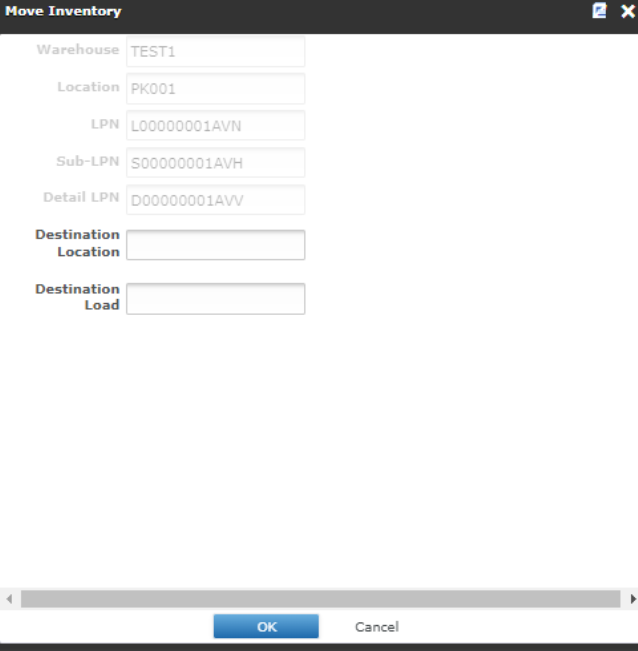 Move Inventory
Warehouse TEST1
Location PK001
LPN L00000001AVN
Sub-LPN S00000001AVH
Detail LPN D00000001AVV
Destination
Location
Destination
Load
OK Cancel